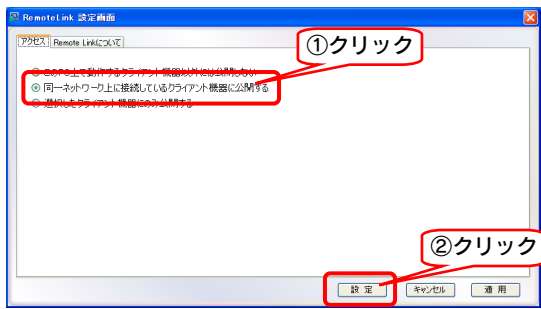 RemoteLink 設定画面
アクセス Remote Linkについて
①クリック
このPC上で動作するクライアント機器以外には公開しない
同一ネットワーク上に接続しているクライアント機器に公開する
選択したクライアント機器にのみ公開する
②クリック
設 定 キャンセル 適 用